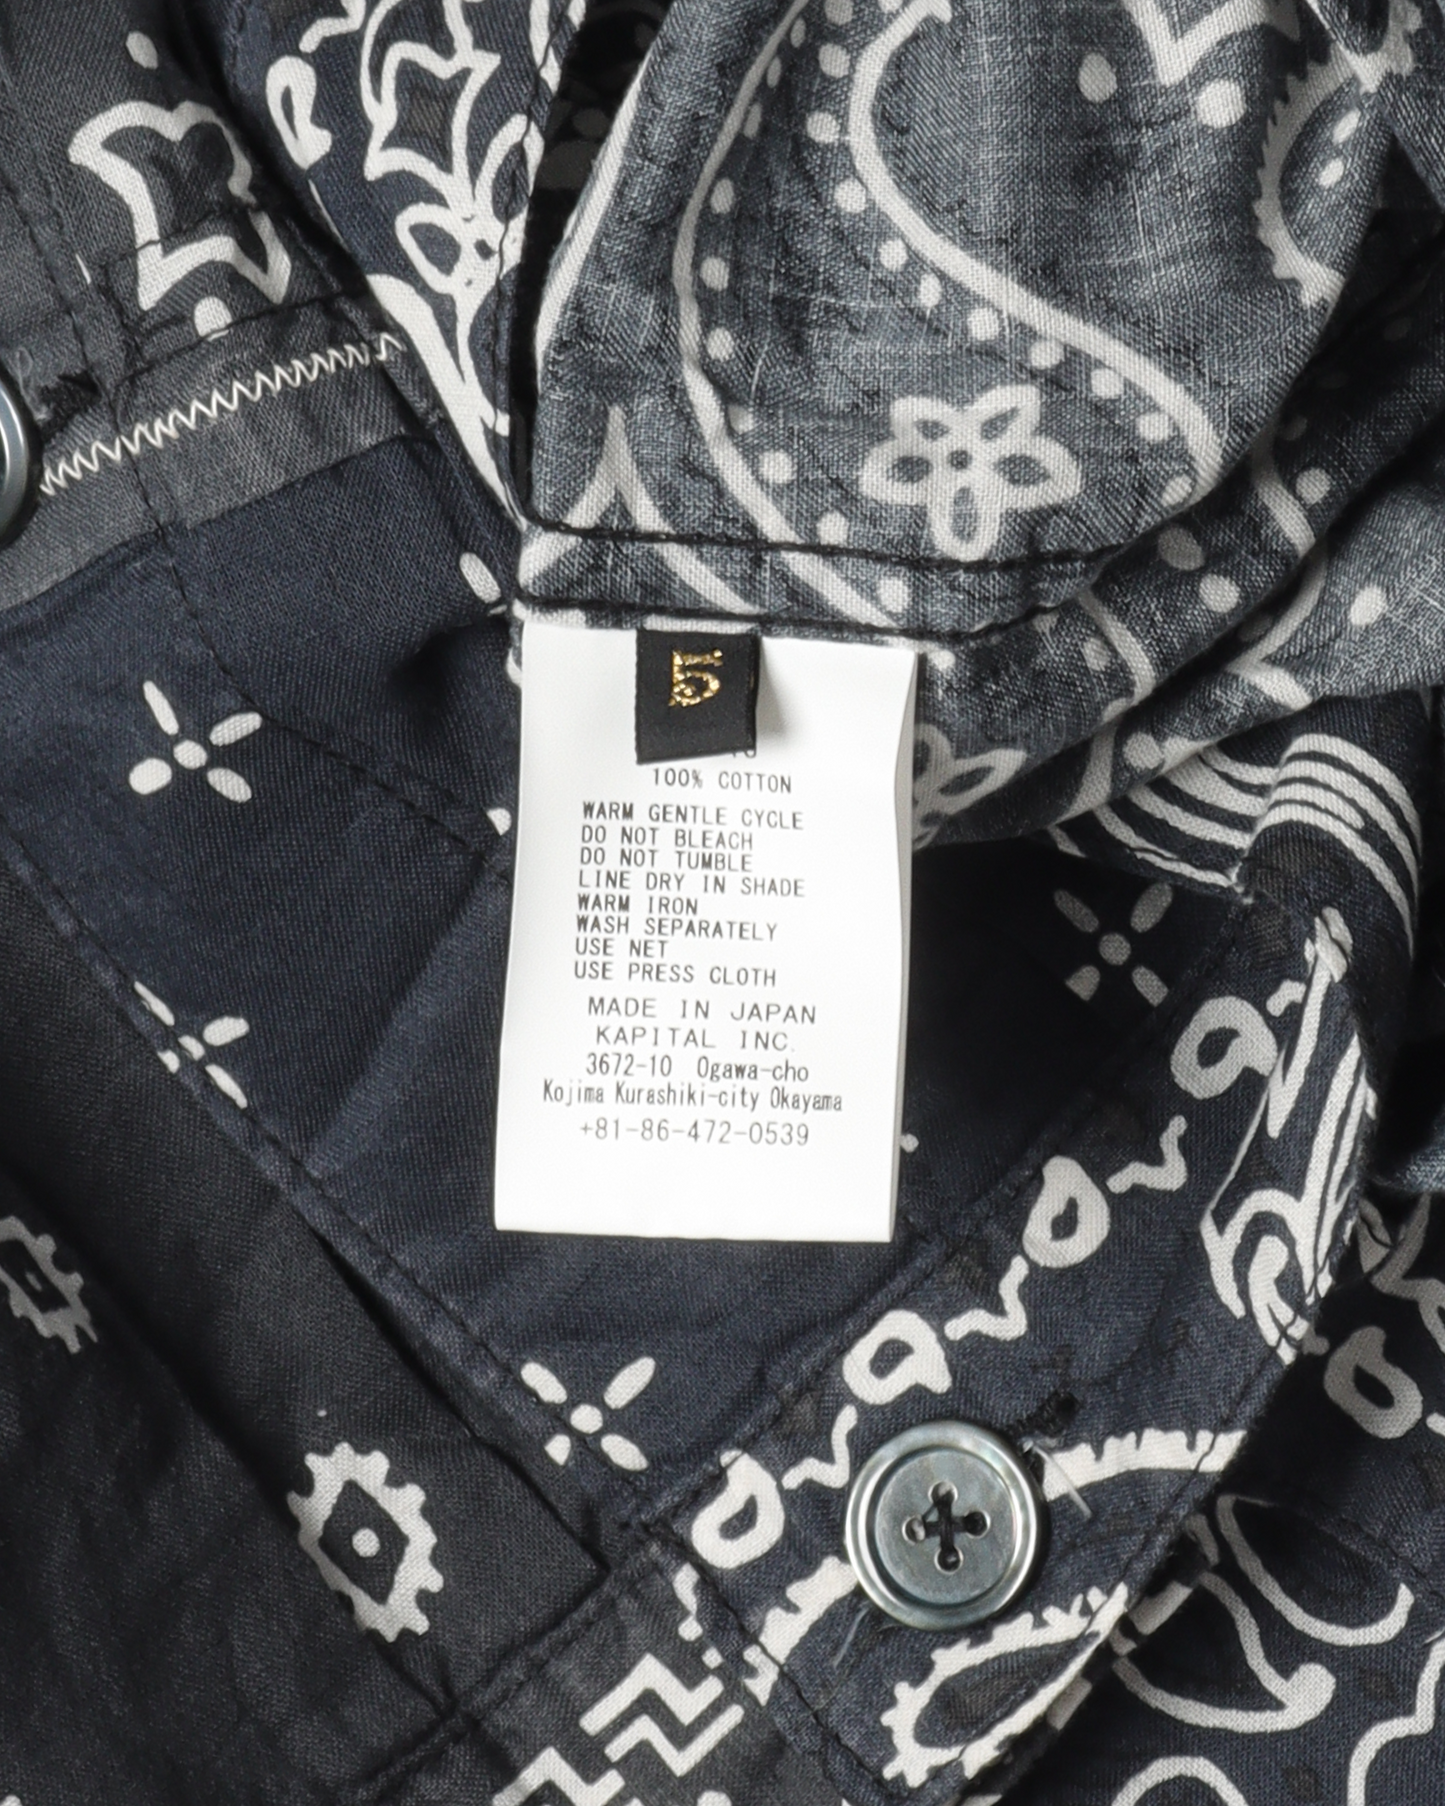 5
100% COTTON
WARM GENTLE CYCLE
DO NOT BLEACH
DO NOT TUMBLE
LINE DRY IN SHADE
WARM IRON
WASH SEPARATELY
USE NET
USE PRESS CLOTH
MADE IN JAPAN
KAPITAL INC.
3672-10 Ogawa-cho
Kojima Kurashiki-city Okayama
+81-86-472-0539